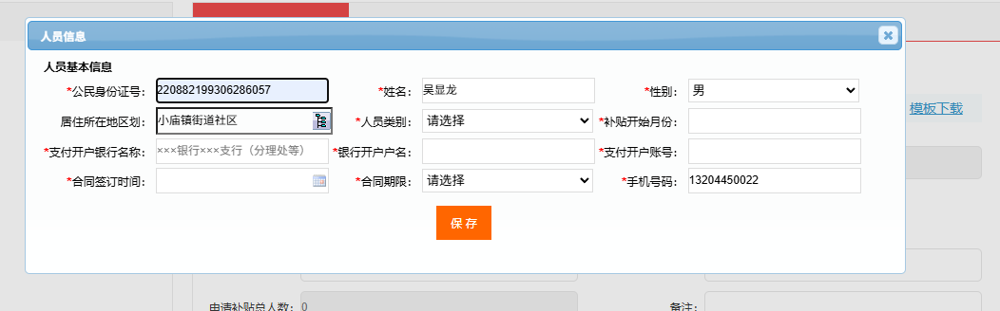 人员信息
人员基本信息
*公民身份证号： 220882199306286057 *姓名： 吴显龙 *性别： 男
居住所在地区划： 小庙镇街道社区 *人员类别： 请选择 *补贴开始月份：
*支付开户银行名称： ×××银行×××支行（分理处等） *银行开户户名： *支付开户账号：
*合同签订时间： *合同期限： 请选择 *手机号码： 13204450022
保 存
模板下载
申请补贴总人数： 0 备注：